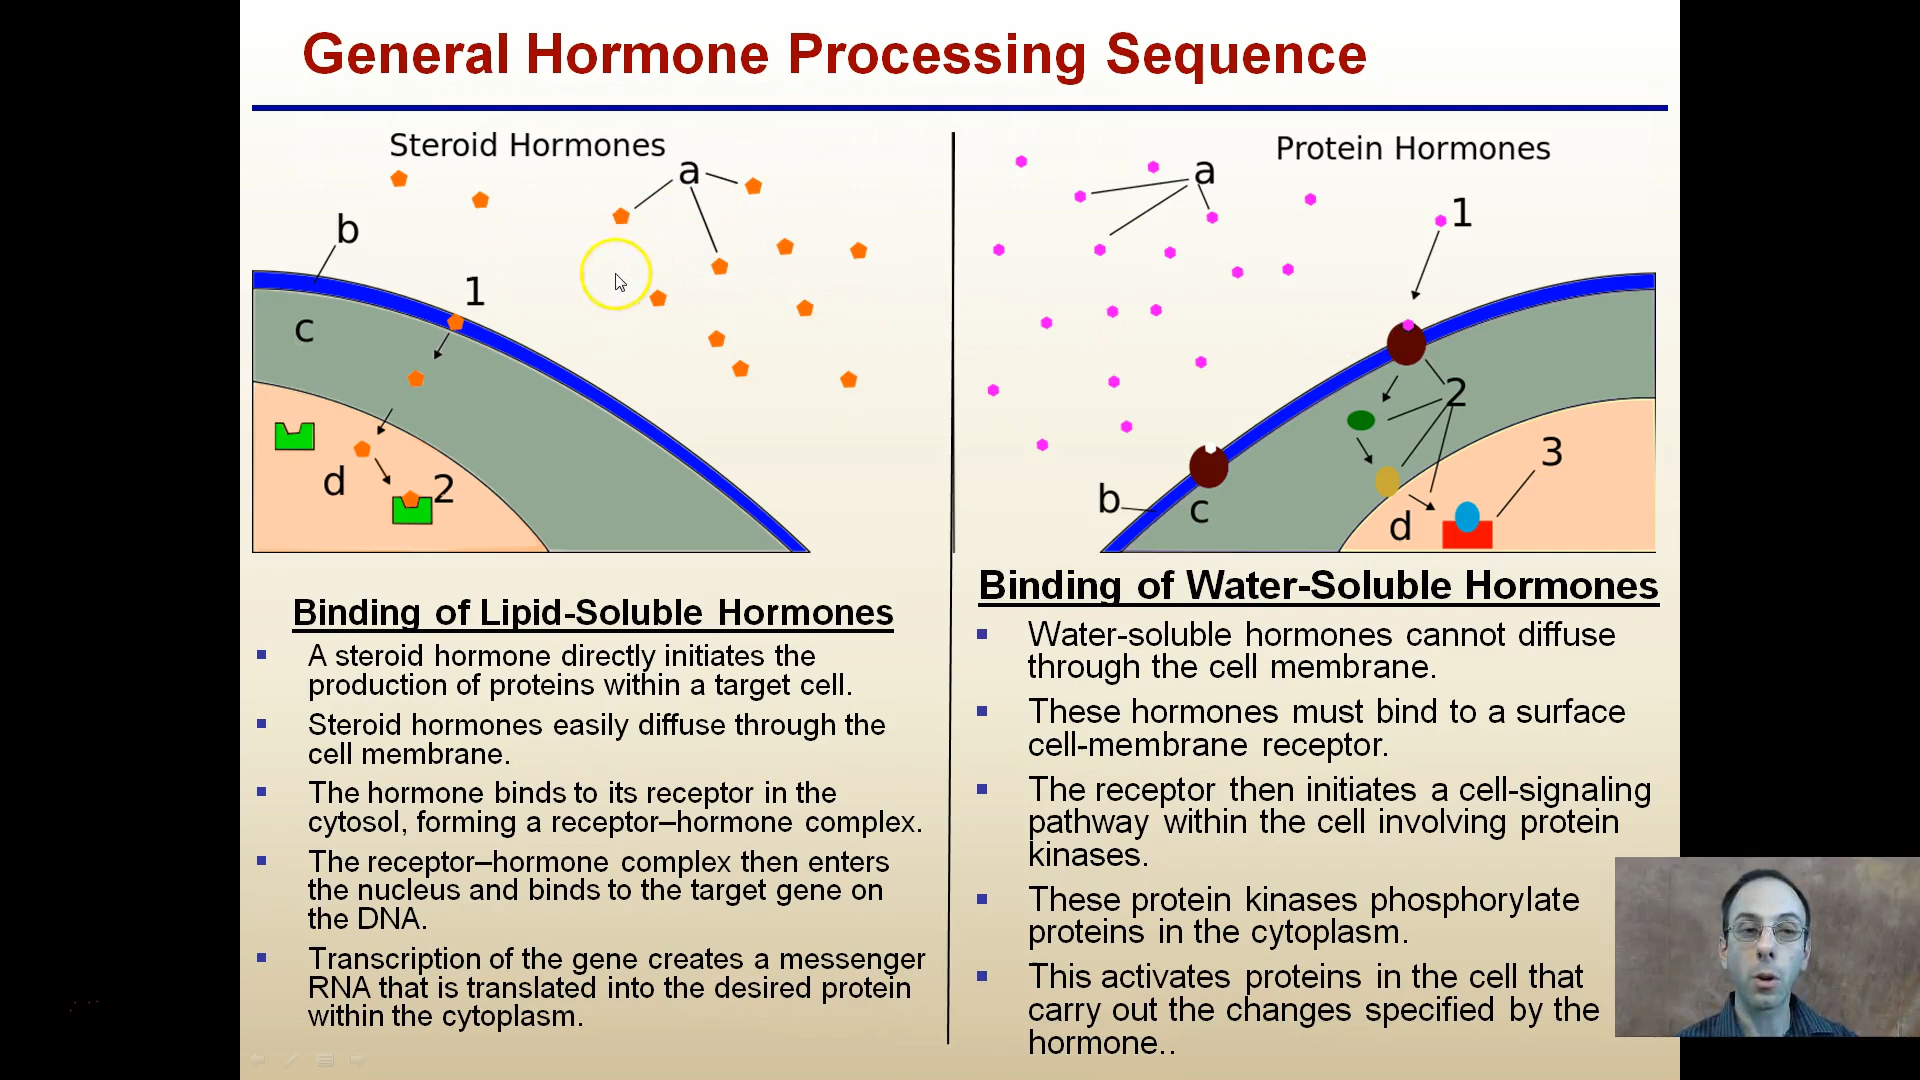 General Hormone Processing Sequence
Steroid Hormones
a
b
1
c
d
2
Protein Hormones
a
1
2
3
b
c
d
Binding of Lipid-Soluble Hormones
A steroid hormone directly initiates the
production of proteins within a target cell.
Steroid hormones easily diffuse through the
cell membrane.
The hormone binds to its receptor in the
cytosol, forming a receptor–hormone complex.
The receptor–hormone complex then enters
the nucleus and binds to the target gene on
the DNA.
Transcription of the gene creates a messenger
RNA that is translated into the desired protein
within the cytoplasm.
Binding of Water-Soluble Hormones
Water-soluble hormones cannot diffuse
through the cell membrane.
These hormones must bind to a surface
cell-membrane receptor.
The receptor then initiates a cell-signaling
pathway within the cell involving protein
kinases.
These protein kinases phosphorylate
proteins in the cytoplasm.
This activates proteins in the cell that
carry out the changes specified by the
hormone..